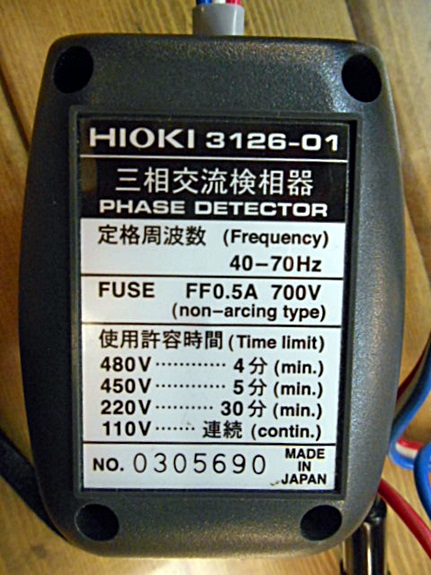 HIOKI 3126-01
三相交流検相器
PHASE DETECTOR
定格周波数 (Frequency)
40-70Hz
FUSE FF0.5A 700V
(non-arcing type)
使用許容時間 (Time limit)
480V ············ 4分 (min.)
450V ············ 5分 (min.)
220V ·········· 30分 (min.)
110V ······· 連続 (contin.)
NO. 0305690 MADE IN JAPAN